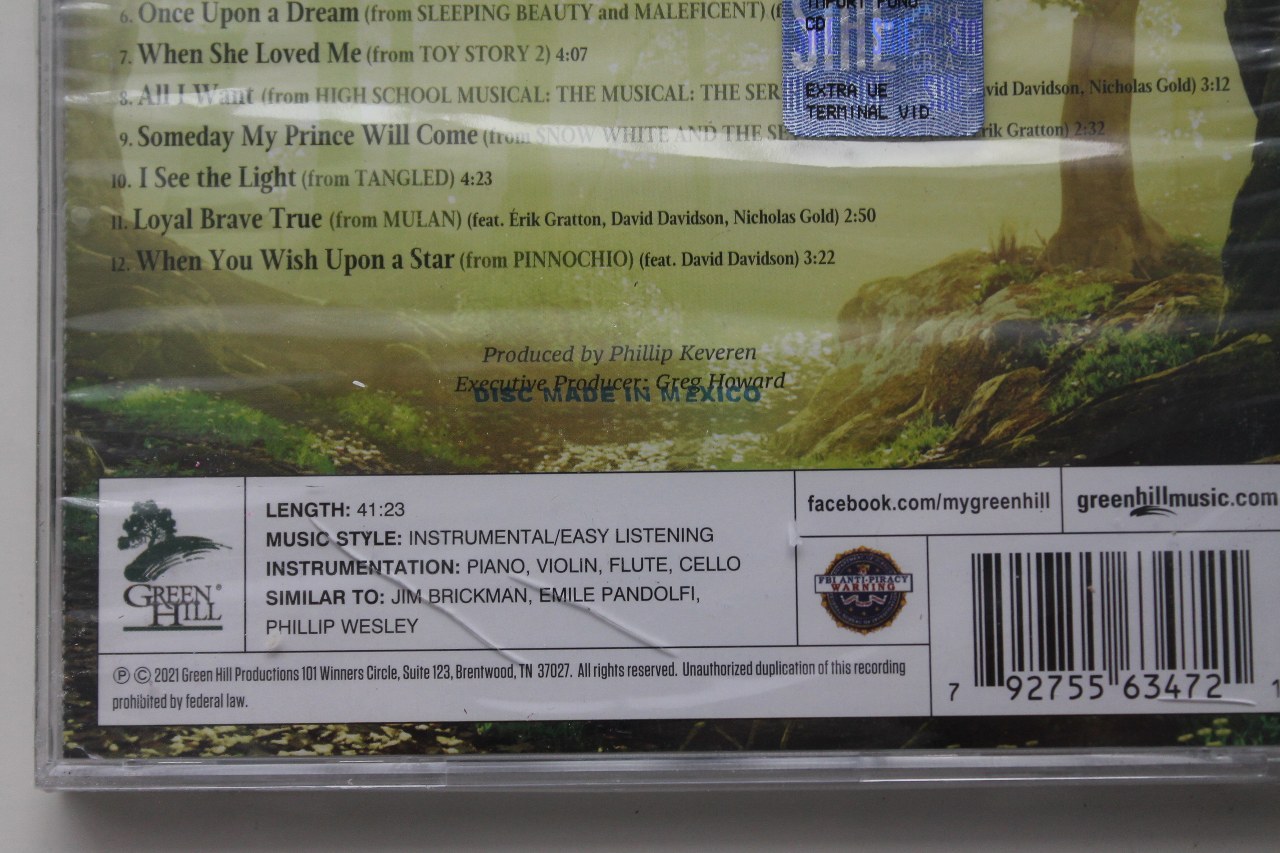 6. Once Upon a Dream (from SLEEPING BEAUTY and MALEFICENT)
7. When She Loved Me (from TOY STORY 2) 4:07
8. All I Want (from HIGH SCHOOL MUSICAL: THE MUSICAL: THE SER vid Davidson, Nicholas Gold) 3:12
9. Someday My Prince Will Come (from SNOW WHITE AND THE SE rik Gratton) 2:32
10. I See the Light (from TANGLED) 4:23
11. Loyal Brave True (from MULAN) (feat. Érik Gratton, David Davidson, Nicholas Gold) 2:50
12. When You Wish Upon a Star (from PINNOCHIO) (feat. David Davidson) 3:22
CD
EXTRA UE
TERMINAL VID
Produced by Phillip Keveren
Executive Producer: Greg Howard
DISC MADE IN MEXICO
GREEN HILL®
LENGTH: 41:23
MUSIC STYLE: INSTRUMENTAL/EASY LISTENING
INSTRUMENTATION: PIANO, VIOLIN, FLUTE, CELLO
SIMILAR TO: JIM BRICKMAN, EMILE PANDOLFI,
PHILLIP WESLEY
facebook.com/mygreenhill
greenhillmusic.com
FBI ANTI-PIRACY
WARNING
℗ © 2021 Green Hill Productions 101 Winners Circle, Suite 123, Brentwood, TN 37027. All rights reserved. Unauthorized duplication of this recording
prohibited by federal law.
7 92755 63472 1